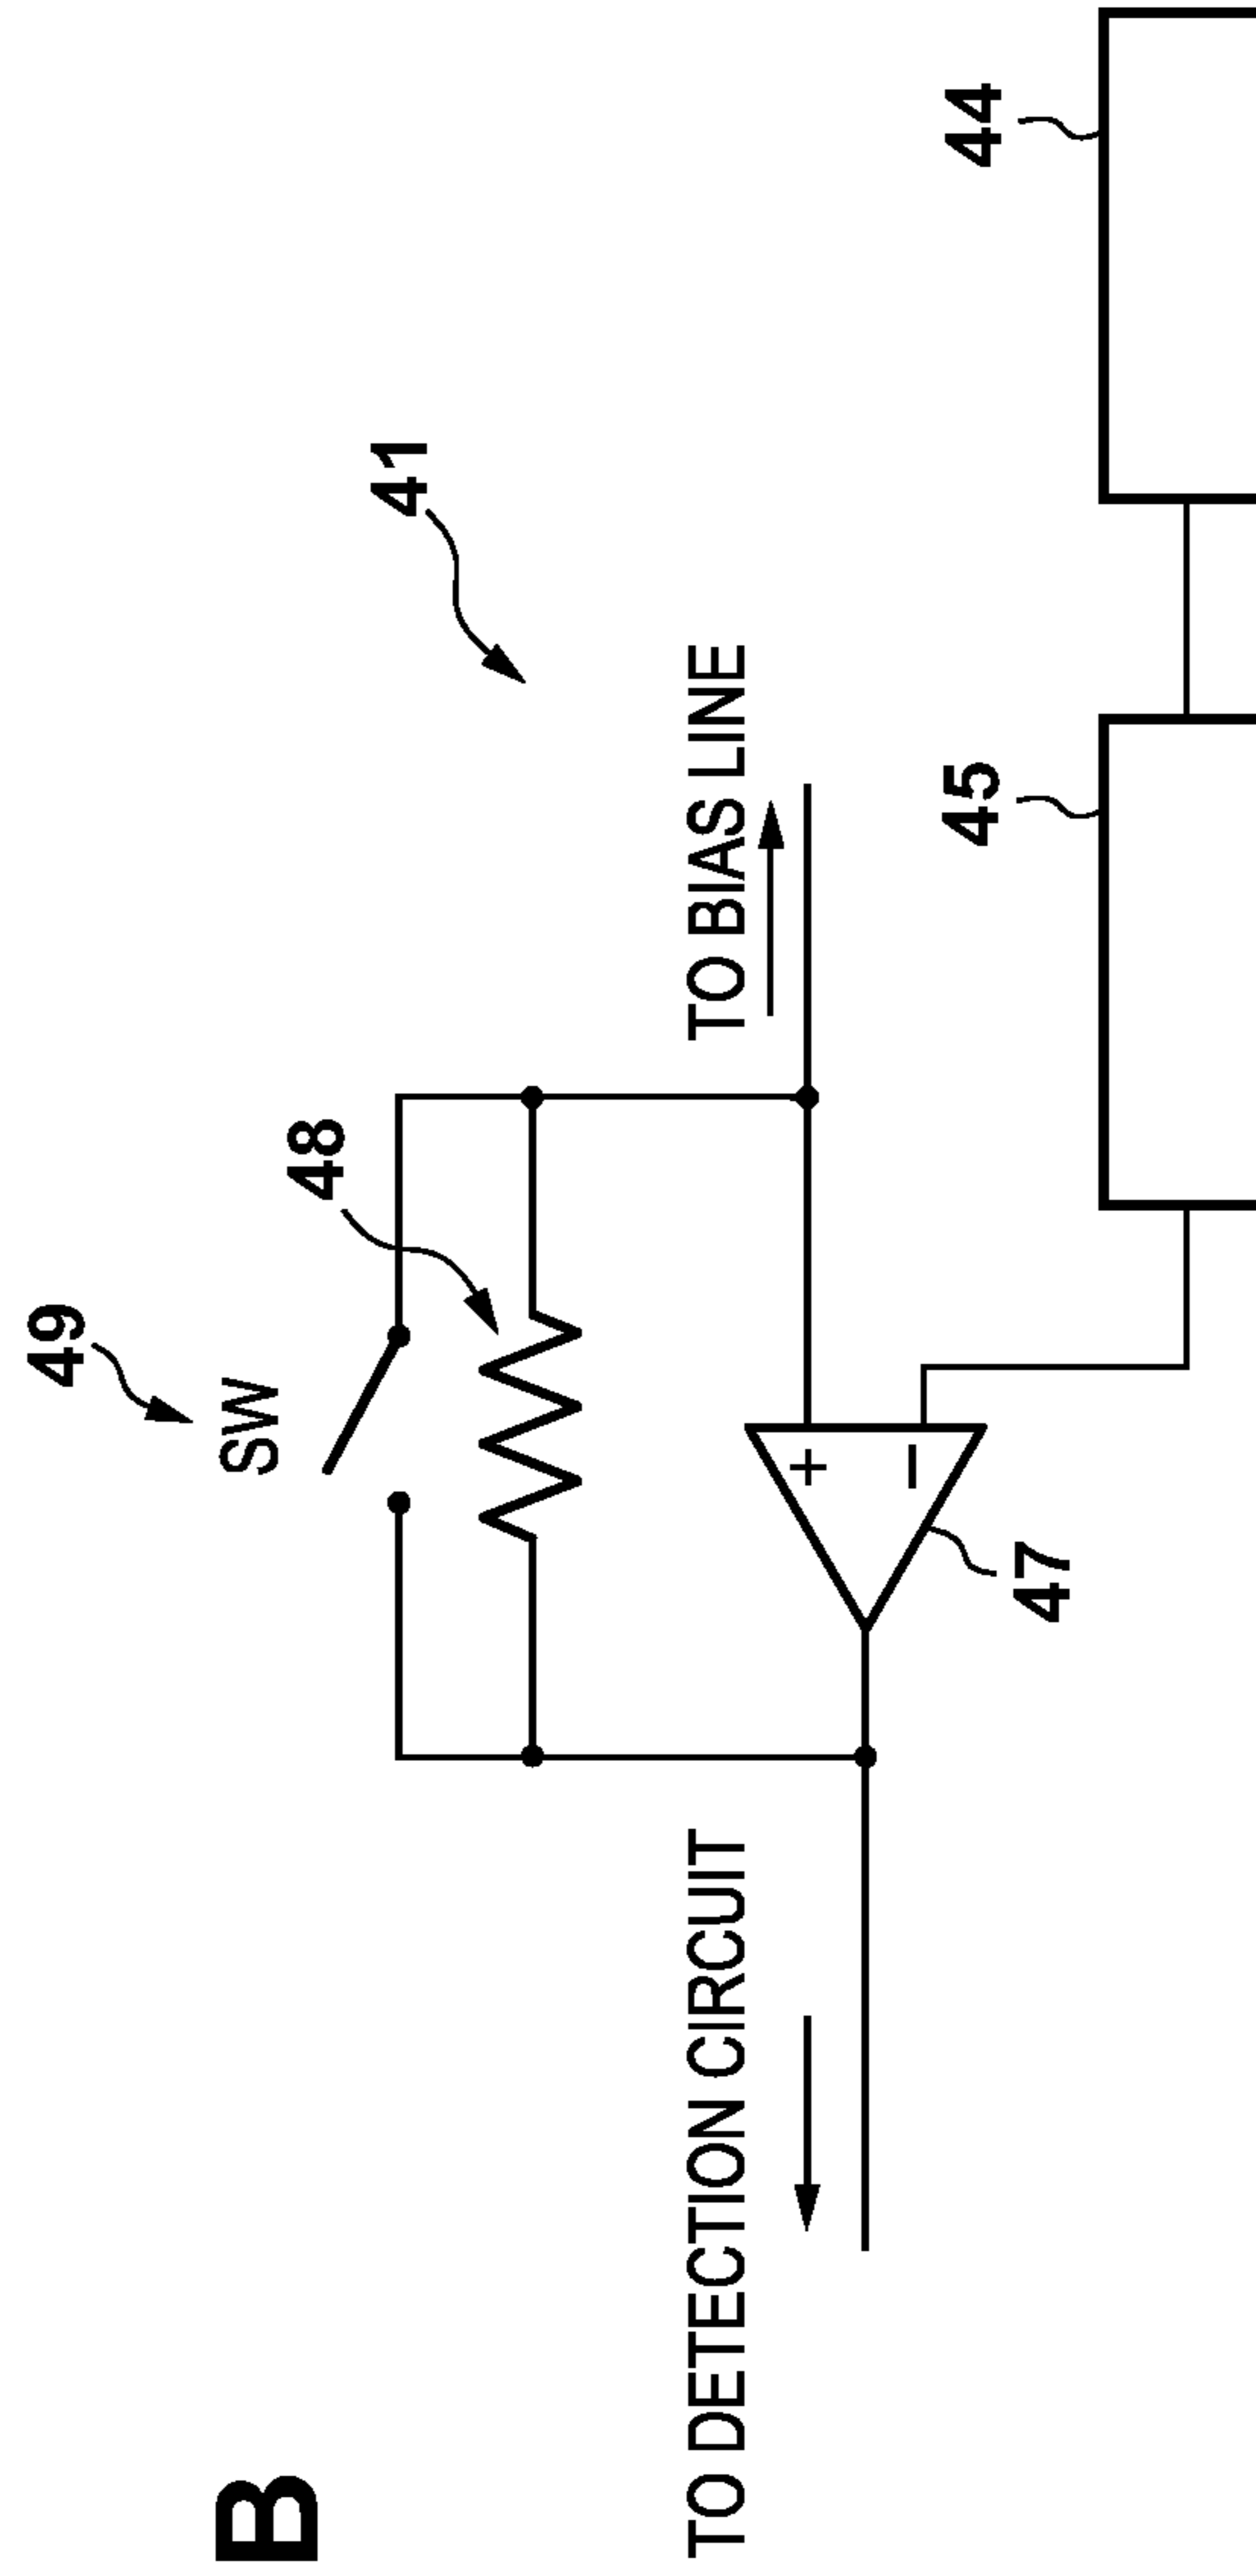 B
49
SW
48
41
TO DETECTION CIRCUIT
TO BIAS LINE
+
−
47
45
44